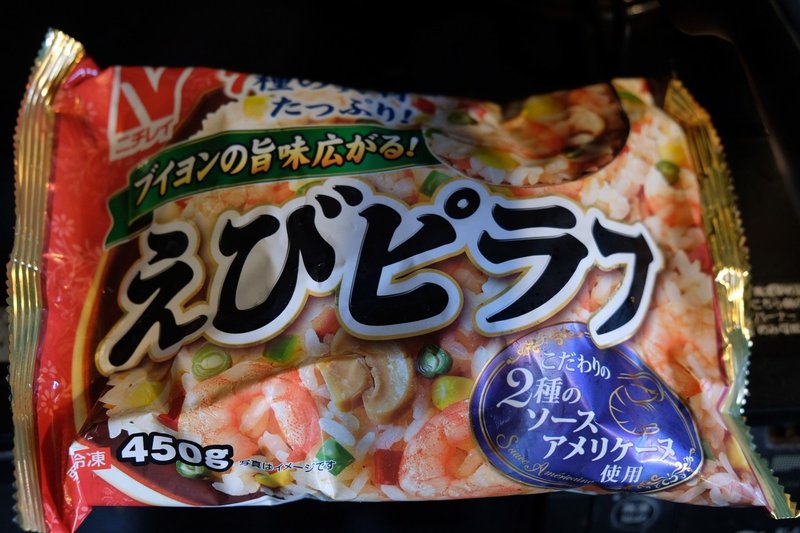 ニチレイ
たっぷり!
ブイヨンの旨味広がる!
えびピラフ
こだわりの
2種の
ソース
アメリケーヌ
使用
冷凍
450g
写真はイメージです